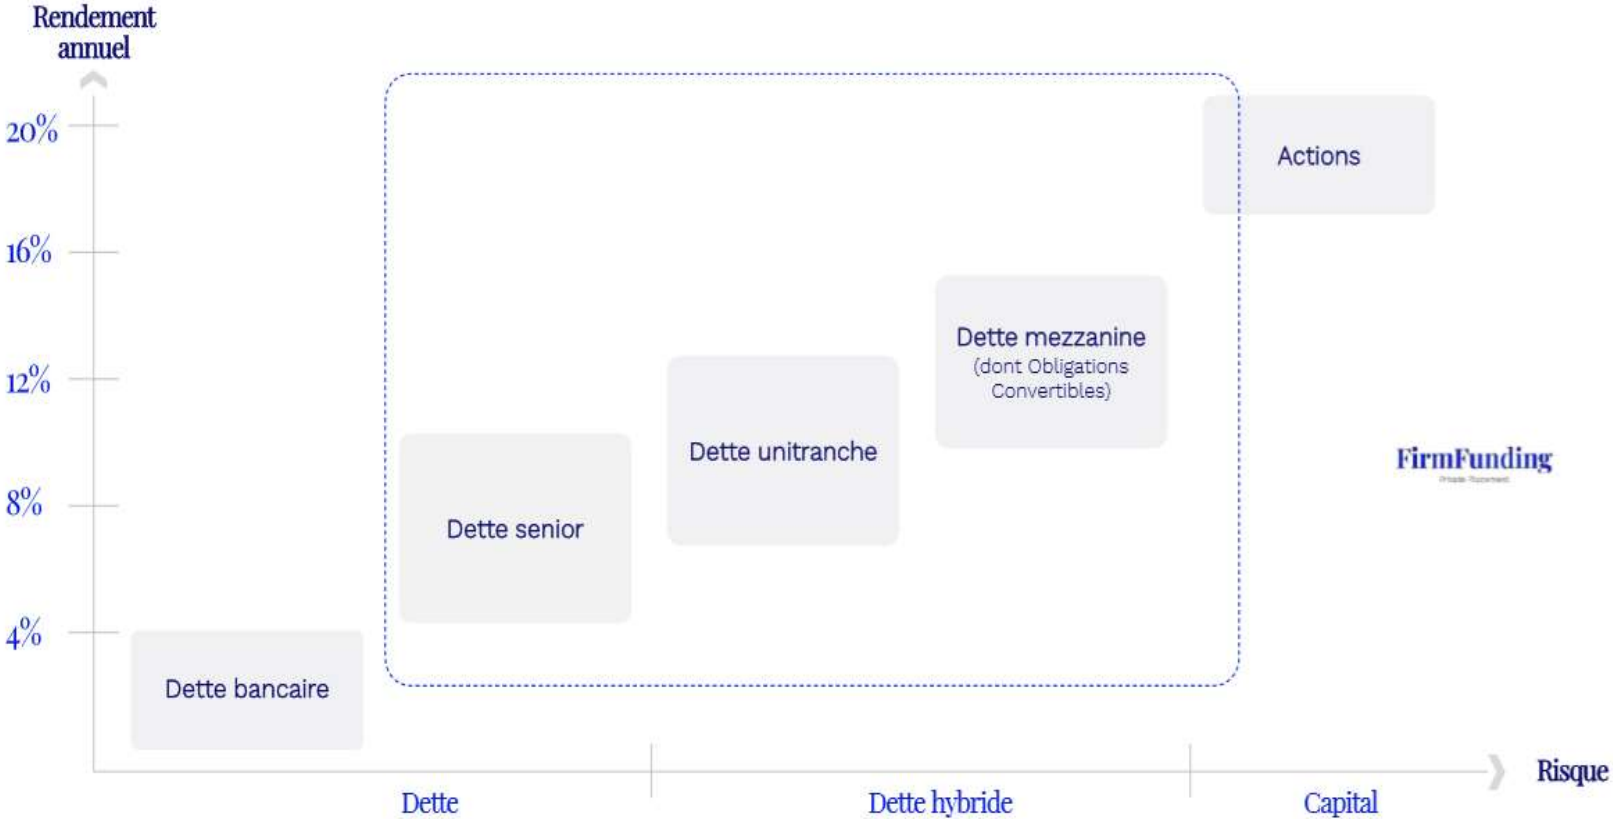 Rendement
annuel
20%
Actions
16%
Dette mezzanine
(dont Obligations
Convertibles)
12%
Dette unitranche
FirmFunding
8%
Dette senior
4%
Dette bancaire
Risque
Dette
Dette hybride
Capital